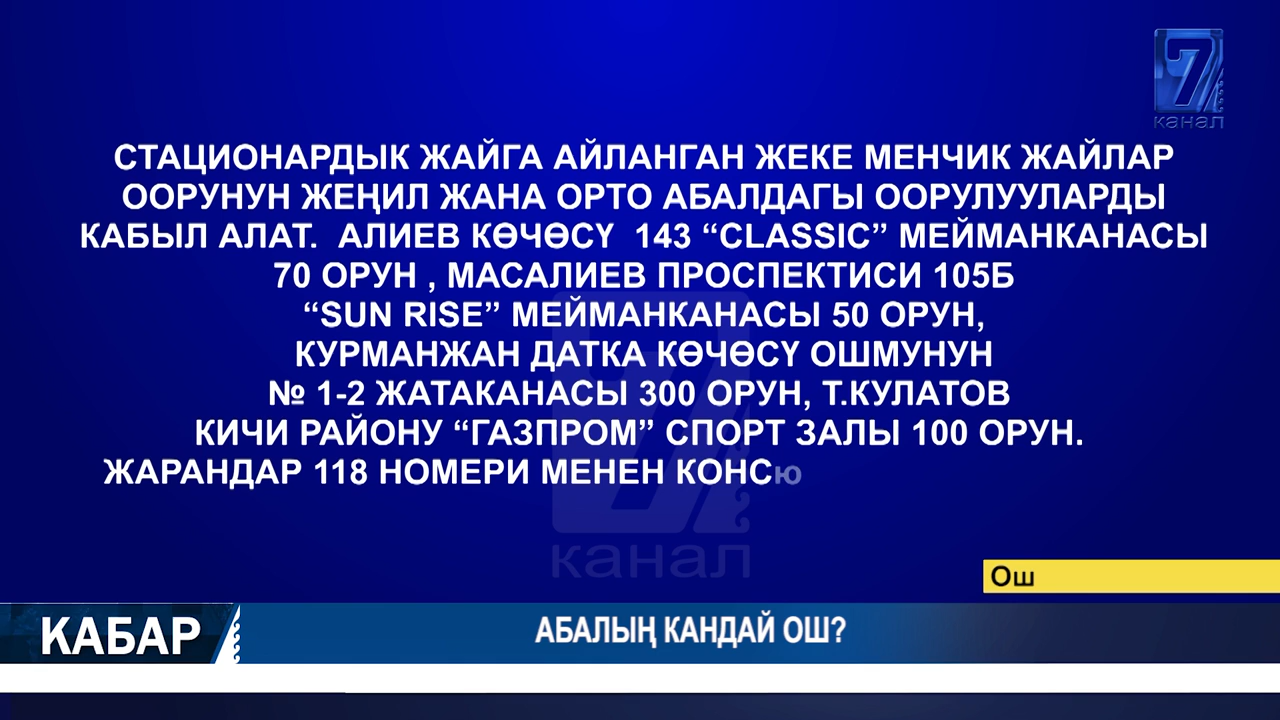 7
канал
СТАЦИОНАРДЫК ЖАЙГА АЙЛАНГАН ЖЕКЕ МЕНЧИК ЖАЙЛАР
ООРУНУН ЖЕҢИЛ ЖАНА ОРТО АБАЛДАГЫ ООРУЛУУЛАРДЫ
КАБЫЛ АЛАТ. АЛИЕВ КӨЧӨСҮ 143 “CLASSIC” МЕЙМАНКАНАСЫ
70 ОРУН , МАСАЛИЕВ ПРОСПЕКТИСИ 105Б
“SUN RISE” МЕЙМАНКАНАСЫ 50 ОРУН,
КУРМАНЖАН ДАТКА КӨЧӨСҮ ОШМУНУН
№ 1-2 ЖАТАКАНАСЫ 300 ОРУН, Т.КУЛАТОВ
КИЧИ РАЙОНУ “ГАЗПРОМ” СПОРТ ЗАЛЫ 100 ОРУН.
ЖАРАНДАР 118 НОМЕРИ МЕНЕН КОНСю
7
канал
Ош
КАБАР
АБАЛЫҢ КАНДАЙ ОШ?